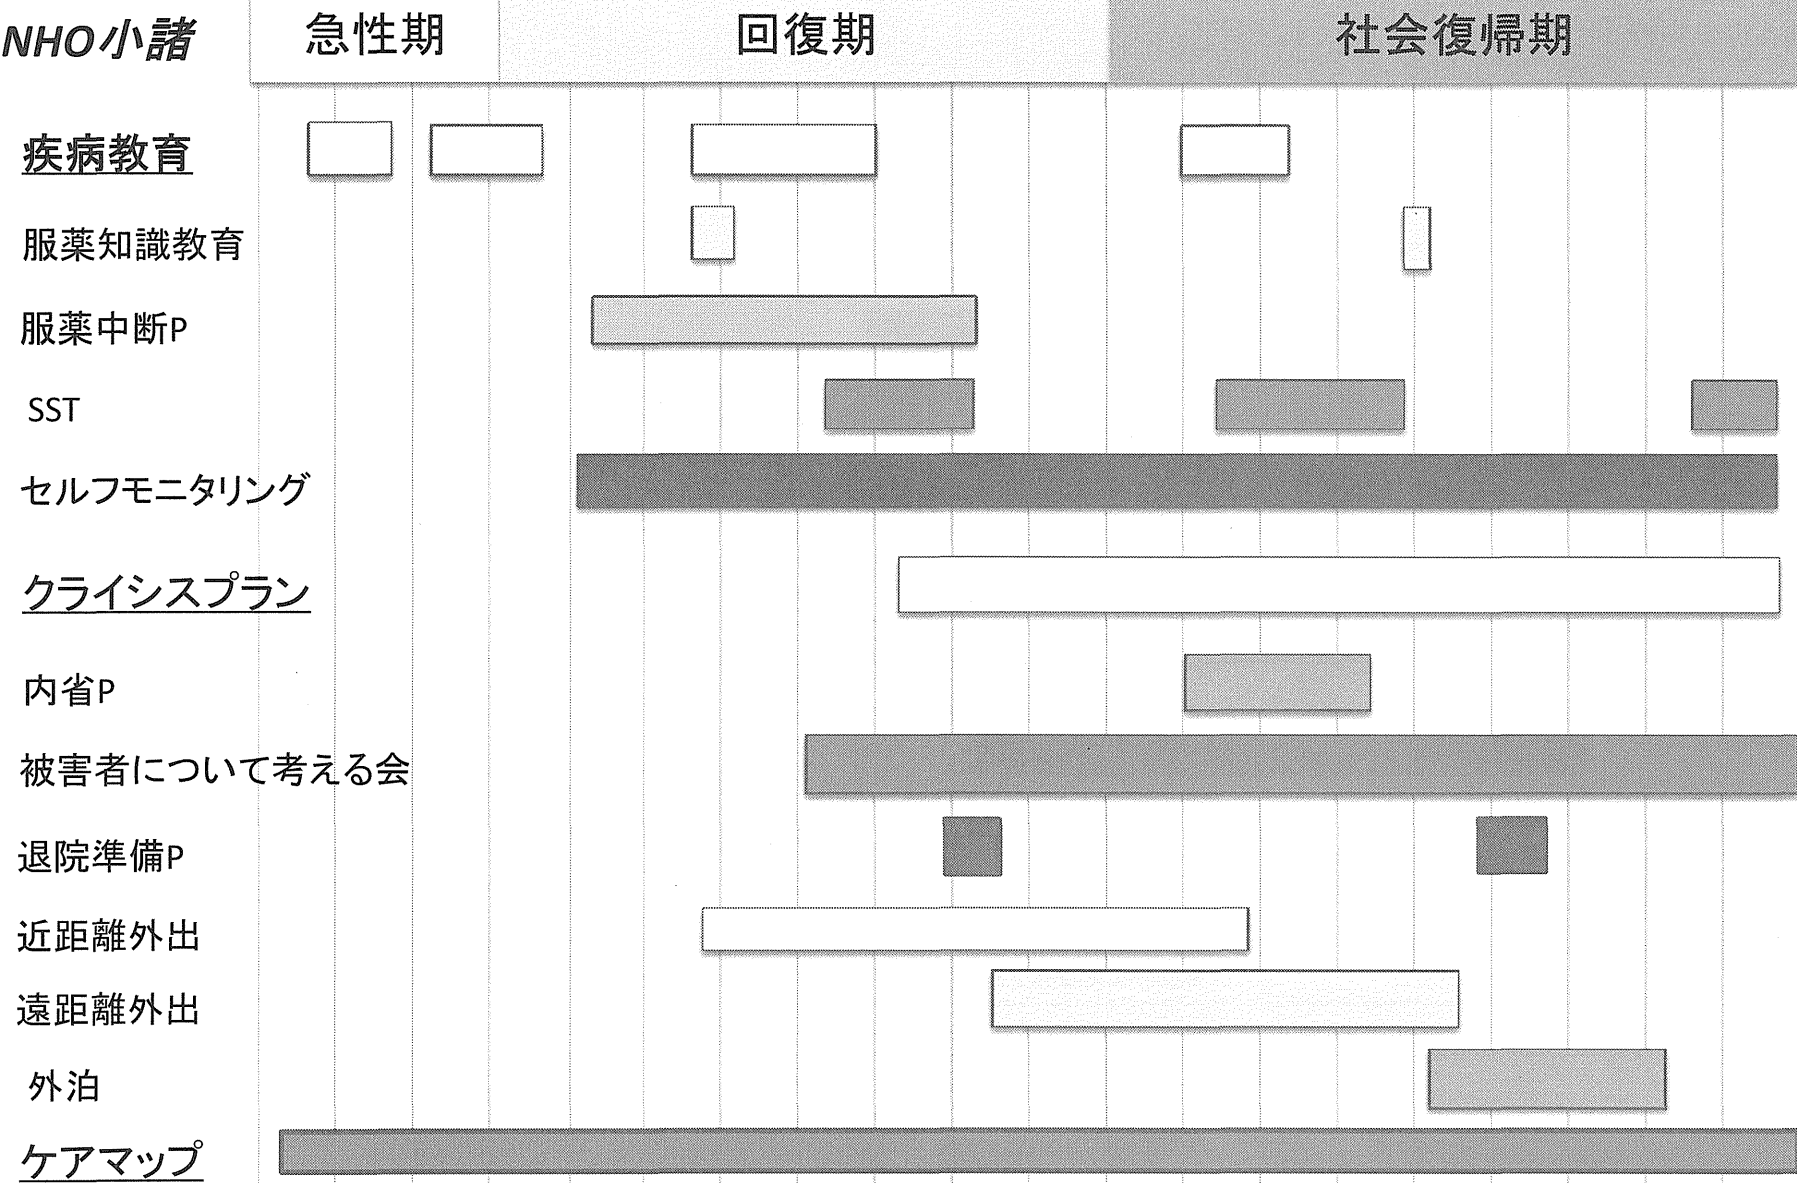 NHO小諸 急性期 回復期 社会復帰期
疾病教育
服薬知識教育
服薬中断P
SST
セルフモニタリング
クライシスプラン
内省P
被害者について考える会
退院準備P
近距離外出
遠距離外出
外泊
ケアマップ